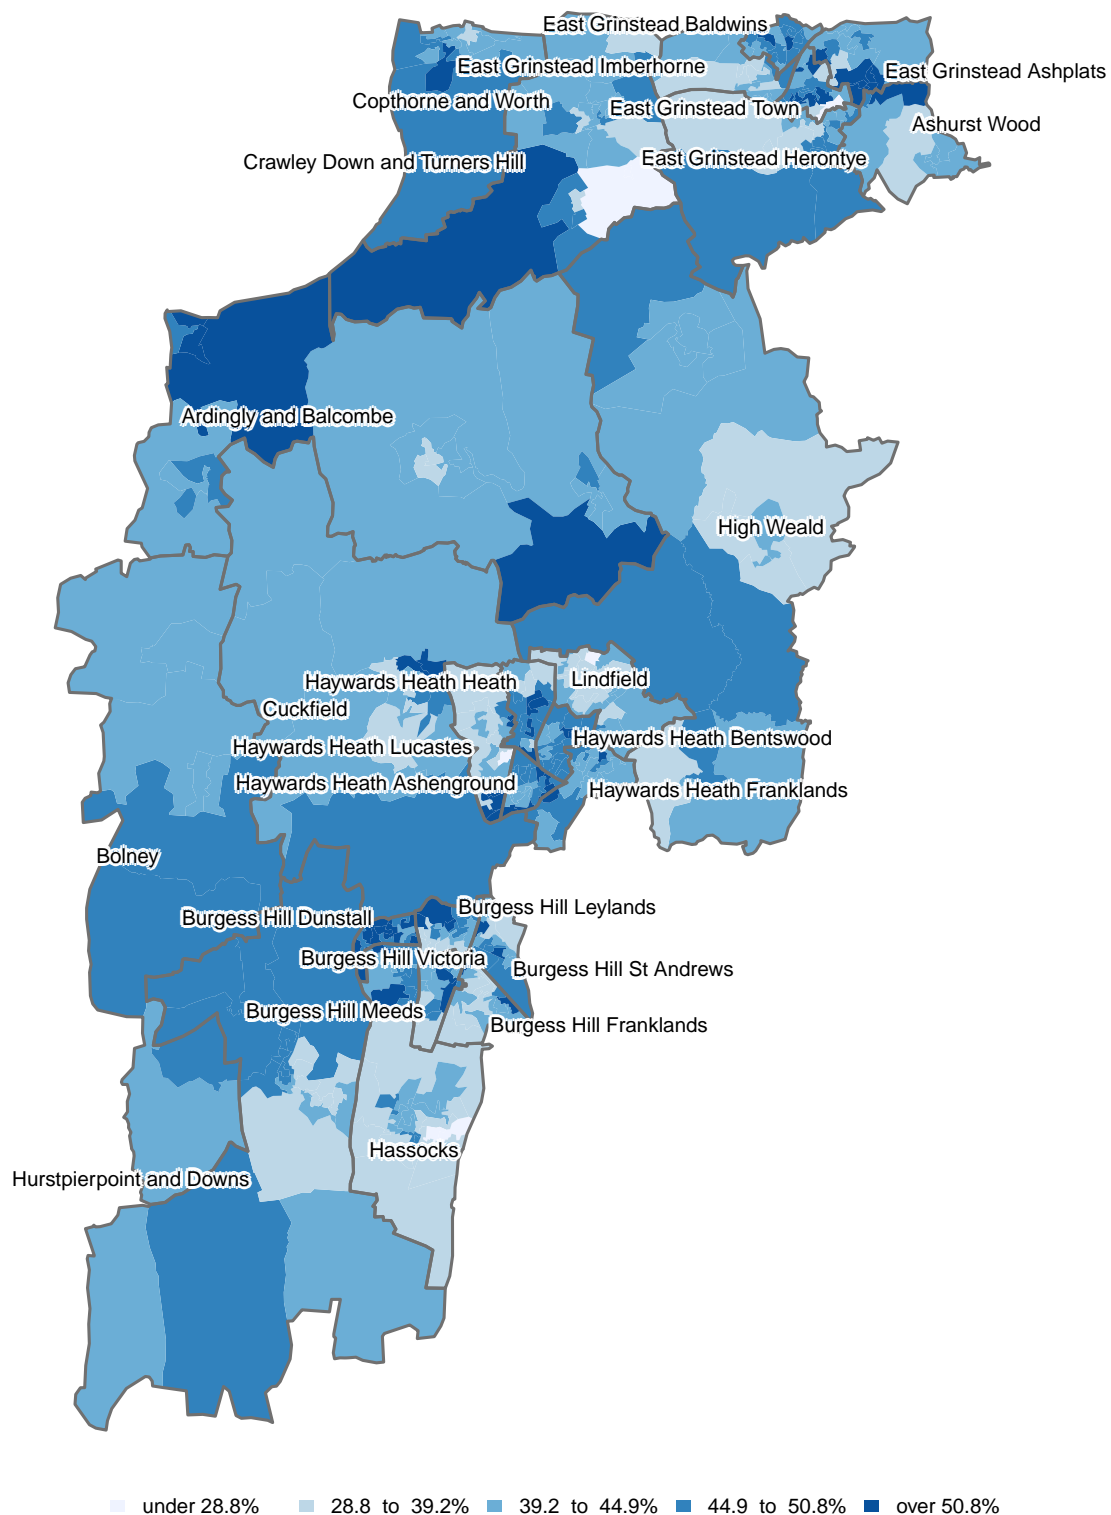 East Grinstead Baldwins
East Grinstead Imberhorne
East Grinstead Ashplats
Copthorne and Worth
East Grinstead Town
Ashurst Wood
Crawley Down and Turners Hill
East Grinstead Herontye
Ardingly and Balcombe
High Weald
Haywards Heath Heath
Lindfield
Cuckfield
Haywards Heath Lucastes
Haywards Heath Bentswood
Haywards Heath Ashenground
Haywards Heath Franklands
Bolney
Burgess Hill Dunstall
Burgess Hill Leylands
Burgess Hill Victoria
Burgess Hill St Andrews
Burgess Hill Meeds
Burgess Hill Franklands
Hassocks
Hurstpierpoint and Downs
under 28.8% 28.8 to 39.2% 39.2 to 44.9% 44.9 to 50.8% over 50.8%